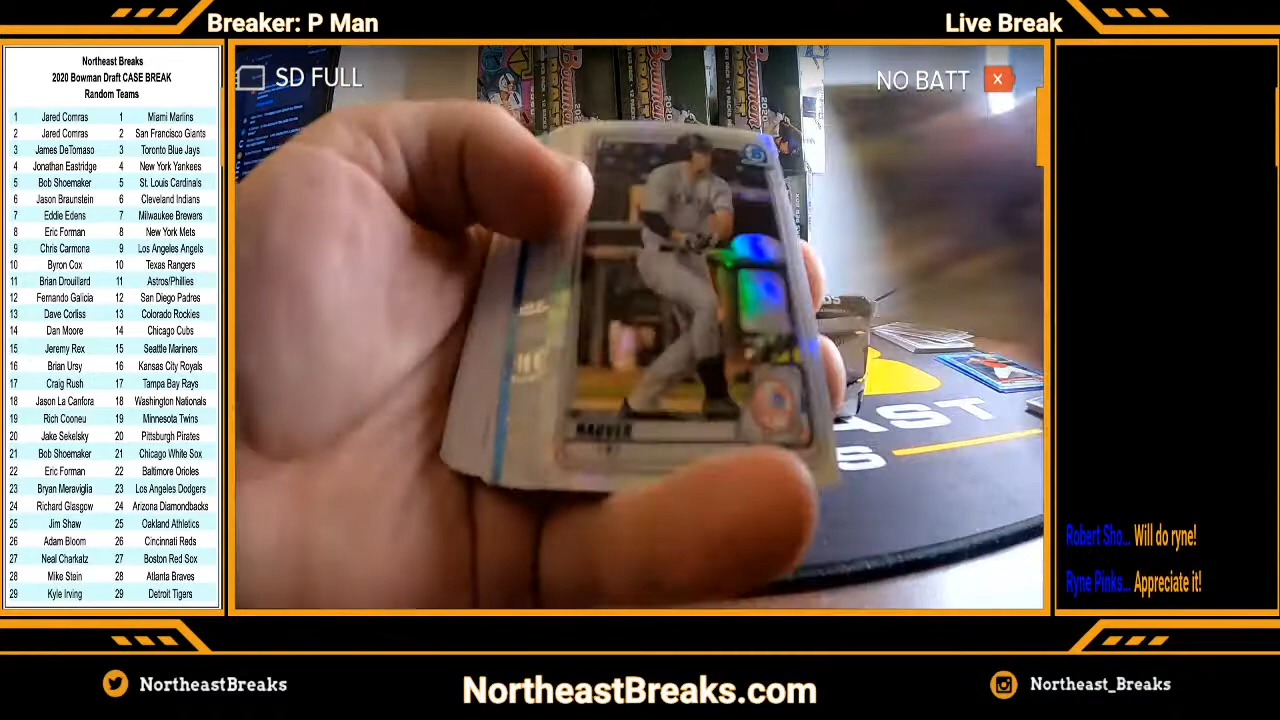 Breaker: P Man
Live Break
Northeast Breaks
2020 Bowman Draft CASE BREAK
Random Teams
1 Jared Comras 1 Miami Marlins
2 Jared Comras 2 San Francisco Giants
3 James DeTomaso 3 Toronto Blue Jays
4 Jonathan Eastridge 4 New York Yankees
5 Bob Shoemaker 5 St. Louis Cardinals
6 Jason Braunstein 6 Cleveland Indians
7 Eddie Edens 7 Milwaukee Brewers
8 Eric Forman 8 New York Mets
9 Chris Carmona 9 Los Angeles Angels
10 Byron Cox 10 Texas Rangers
11 Brian Drouillard 11 Astros/Phillies
12 Fernando Galicia 12 San Diego Padres
13 Dave Corliss 13 Colorado Rockies
14 Dan Moore 14 Chicago Cubs
15 Jeremy Rex 15 Seattle Mariners
16 Brian Ursy 16 Kansas City Royals
17 Craig Rush 17 Tampa Bay Rays
18 Jason La Canfora 18 Washington Nationals
19 Rich Cooneu 19 Minnesota Twins
20 Jake Sekelsky 20 Pittsburgh Pirates
21 Bob Shoemaker 21 Chicago White Sox
22 Eric Forman 22 Baltimore Orioles
23 Bryan Meraviglia 23 Los Angeles Dodgers
24 Richard Glasgow 24 Arizona Diamondbacks
25 Jim Shaw 25 Oakland Athletics
26 Adam Bloom 26 Cincinnati Reds
27 Neal Charkatz 27 Boston Red Sox
28 Mike Stein 28 Atlanta Braves
29 Kyle Irving 29 Detroit Tigers
SD FULL
NO BATT
Bowman
DRAFT
AST
S
Robert Sho... Will do ryne!
Ryne Pinks... Appreciate it!
NortheastBreaks
NortheastBreaks.com
Northeast_Breaks